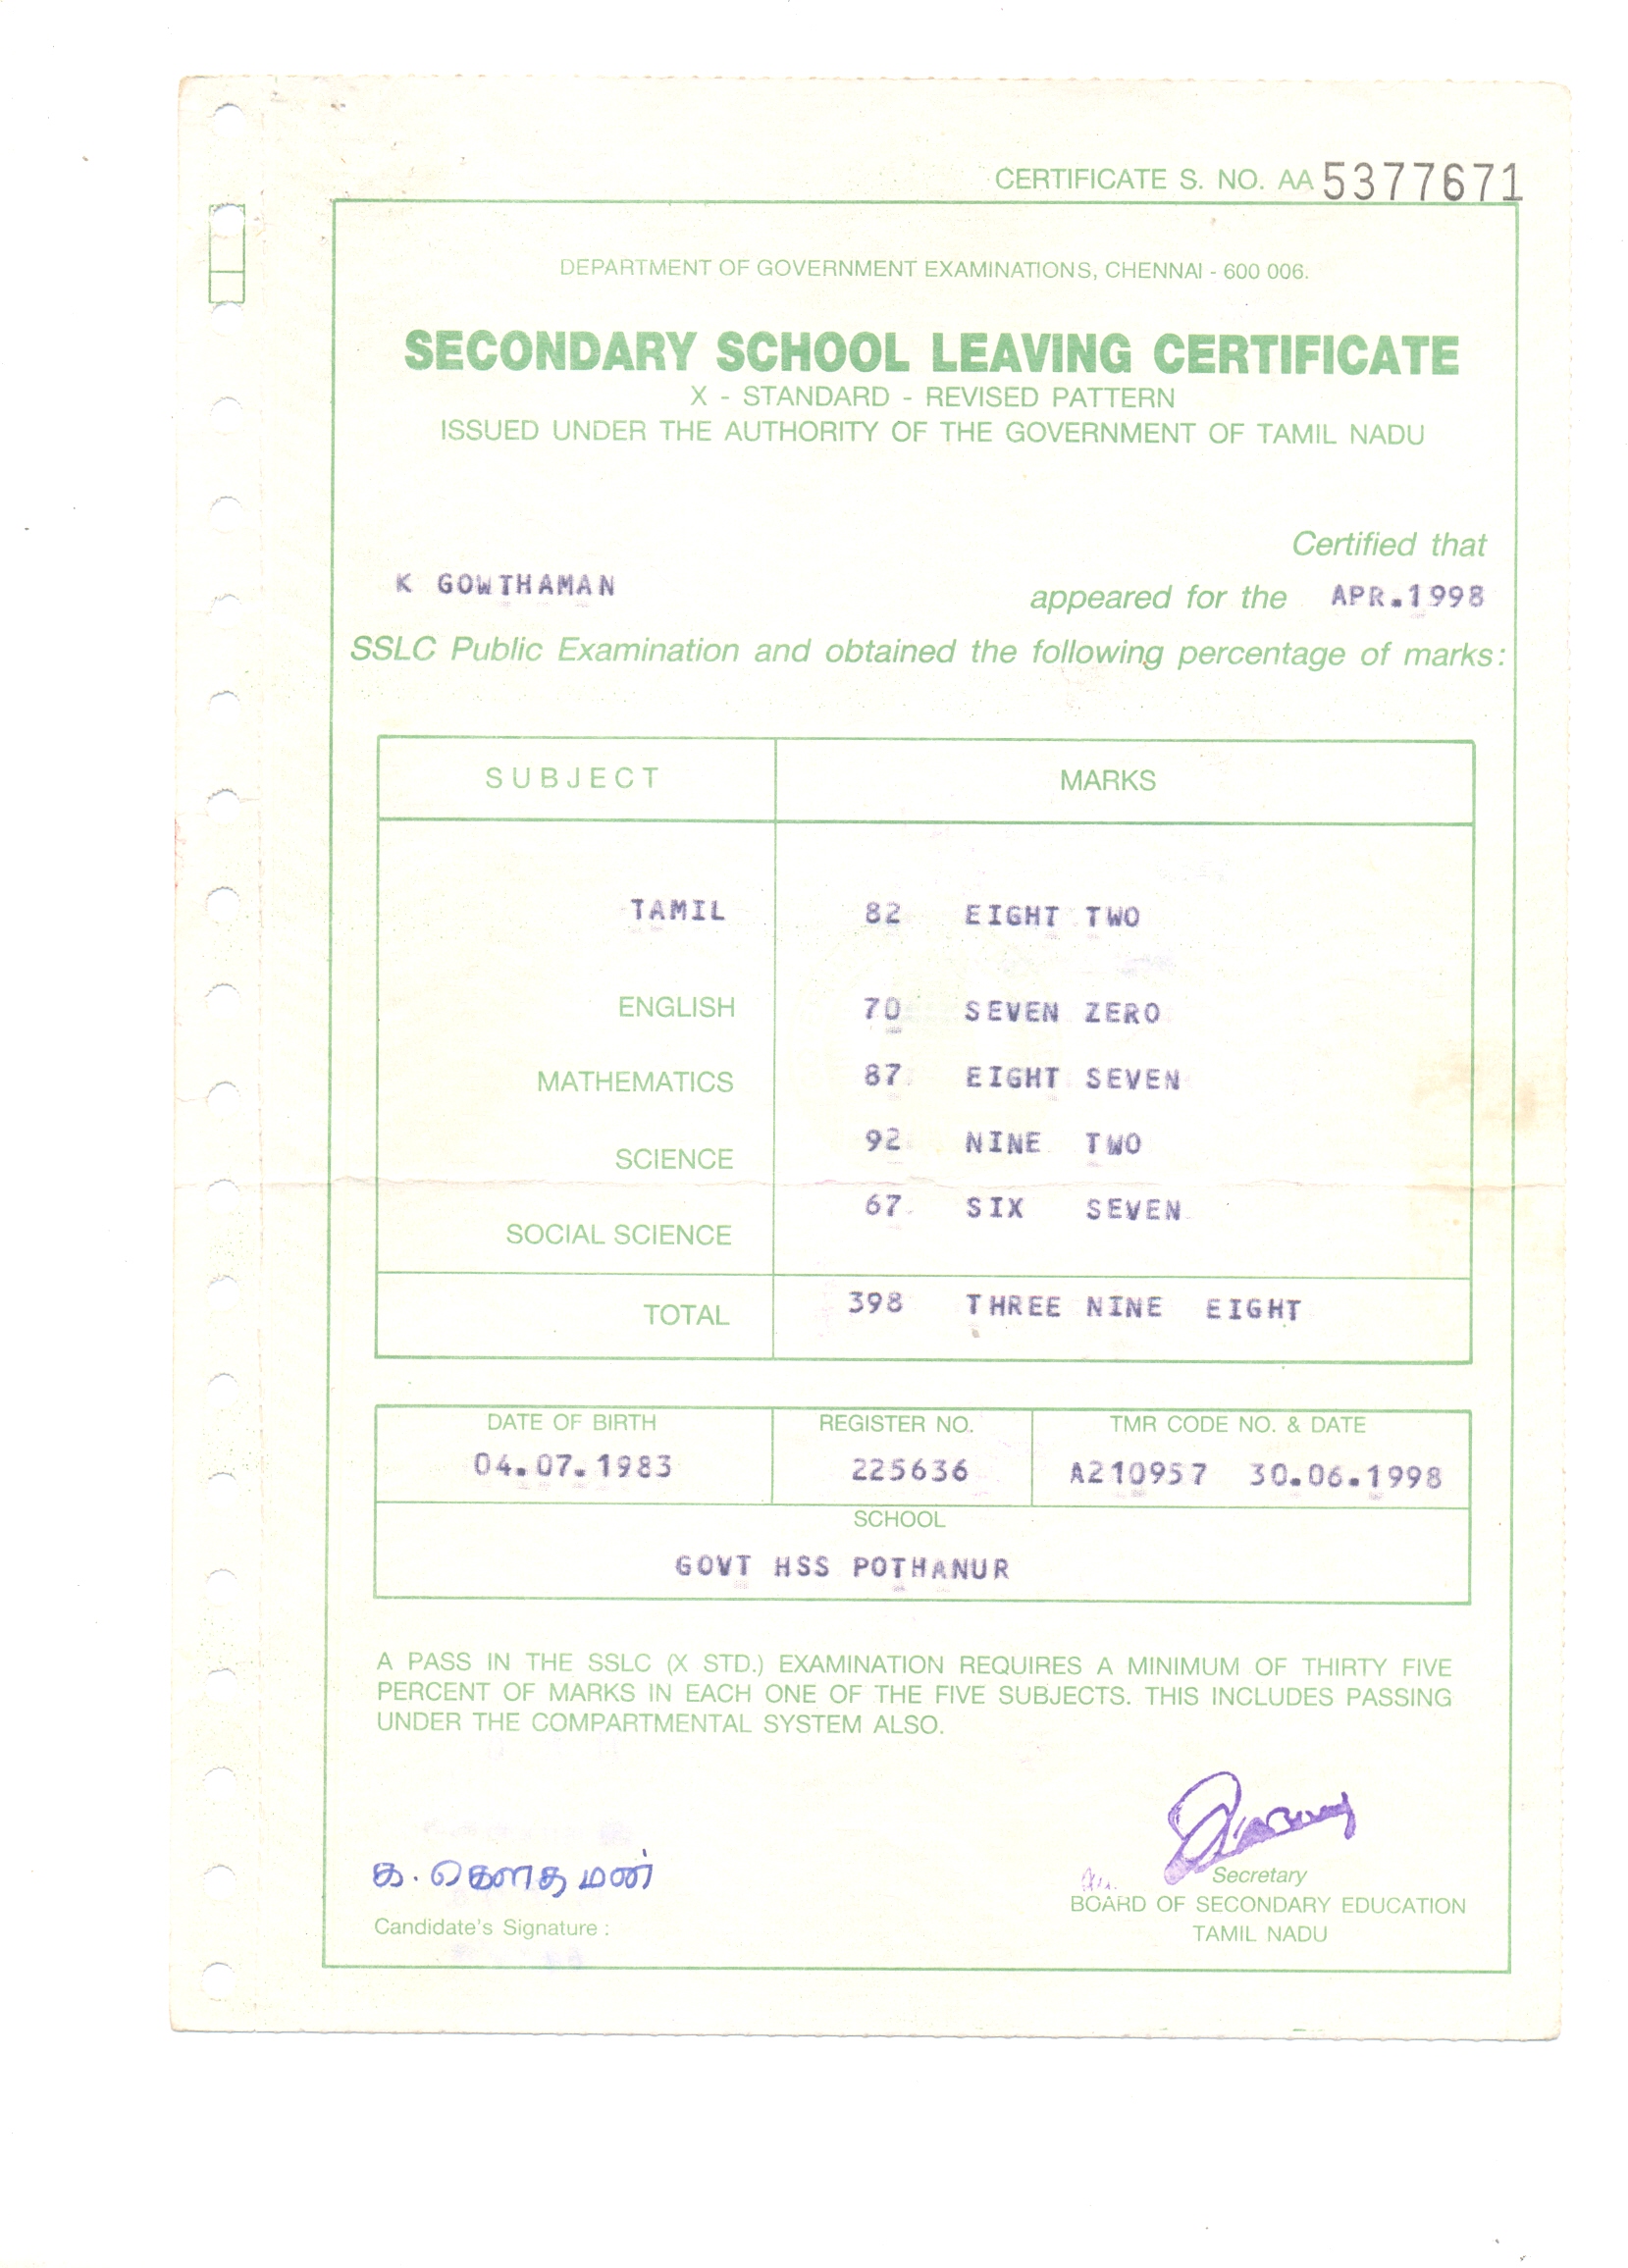 CERTIFICATE S. NO. AA 5377671
DEPARTMENT OF GOVERNMENT EXAMINATIONS, CHENNAI - 600 006.
SECONDARY SCHOOL LEAVING CERTIFICATE
X - STANDARD - REVISED PATTERN
ISSUED UNDER THE AUTHORITY OF THE GOVERNMENT OF TAMIL NADU
Certified that
K GOWTHAMAN appeared for the APR.1998
SSLC Public Examination and obtained the following percentage of marks:
SUBJECT MARKS
TAMIL 82 EIGHT TWO
ENGLISH 70 SEVEN ZERO
MATHEMATICS 87 EIGHT SEVEN
SCIENCE 92 NINE TWO
SOCIAL SCIENCE 67 SIX SEVEN
TOTAL 398 THREE NINE EIGHT
DATE OF BIRTH REGISTER NO. TMR CODE NO. & DATE
04.07.1983 225636 A210957 30.06.1998
SCHOOL
GOVT HSS POTHANUR
A PASS IN THE SSLC (X STD.) EXAMINATION REQUIRES A MINIMUM OF THIRTY FIVE
PERCENT OF MARKS IN EACH ONE OF THE FIVE SUBJECTS. THIS INCLUDES PASSING
UNDER THE COMPARTMENTAL SYSTEM ALSO.
க. கௌதமன்
Secretary
BOARD OF SECONDARY EDUCATION
Candidate's Signature :
TAMIL NADU